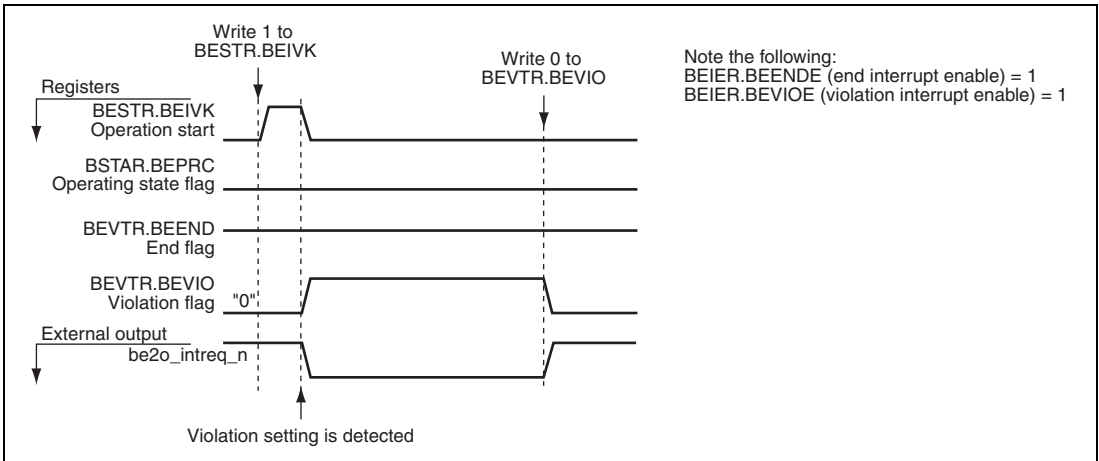 Write 1 to
BESTR.BEIVK
Write 0 to
BEVTR.BEVIO
Note the following:
BEIER.BEENDE (end interrupt enable) = 1
BEIER.BEVIOE (violation interrupt enable) = 1
Registers
BESTR.BEIVK
Operation start
BSTAR.BEPRC
Operating state flag
BEVTR.BEEND
End flag
BEVTR.BEVIO
Violation flag "0"
External output
be2o_intreq_n
Violation setting is detected